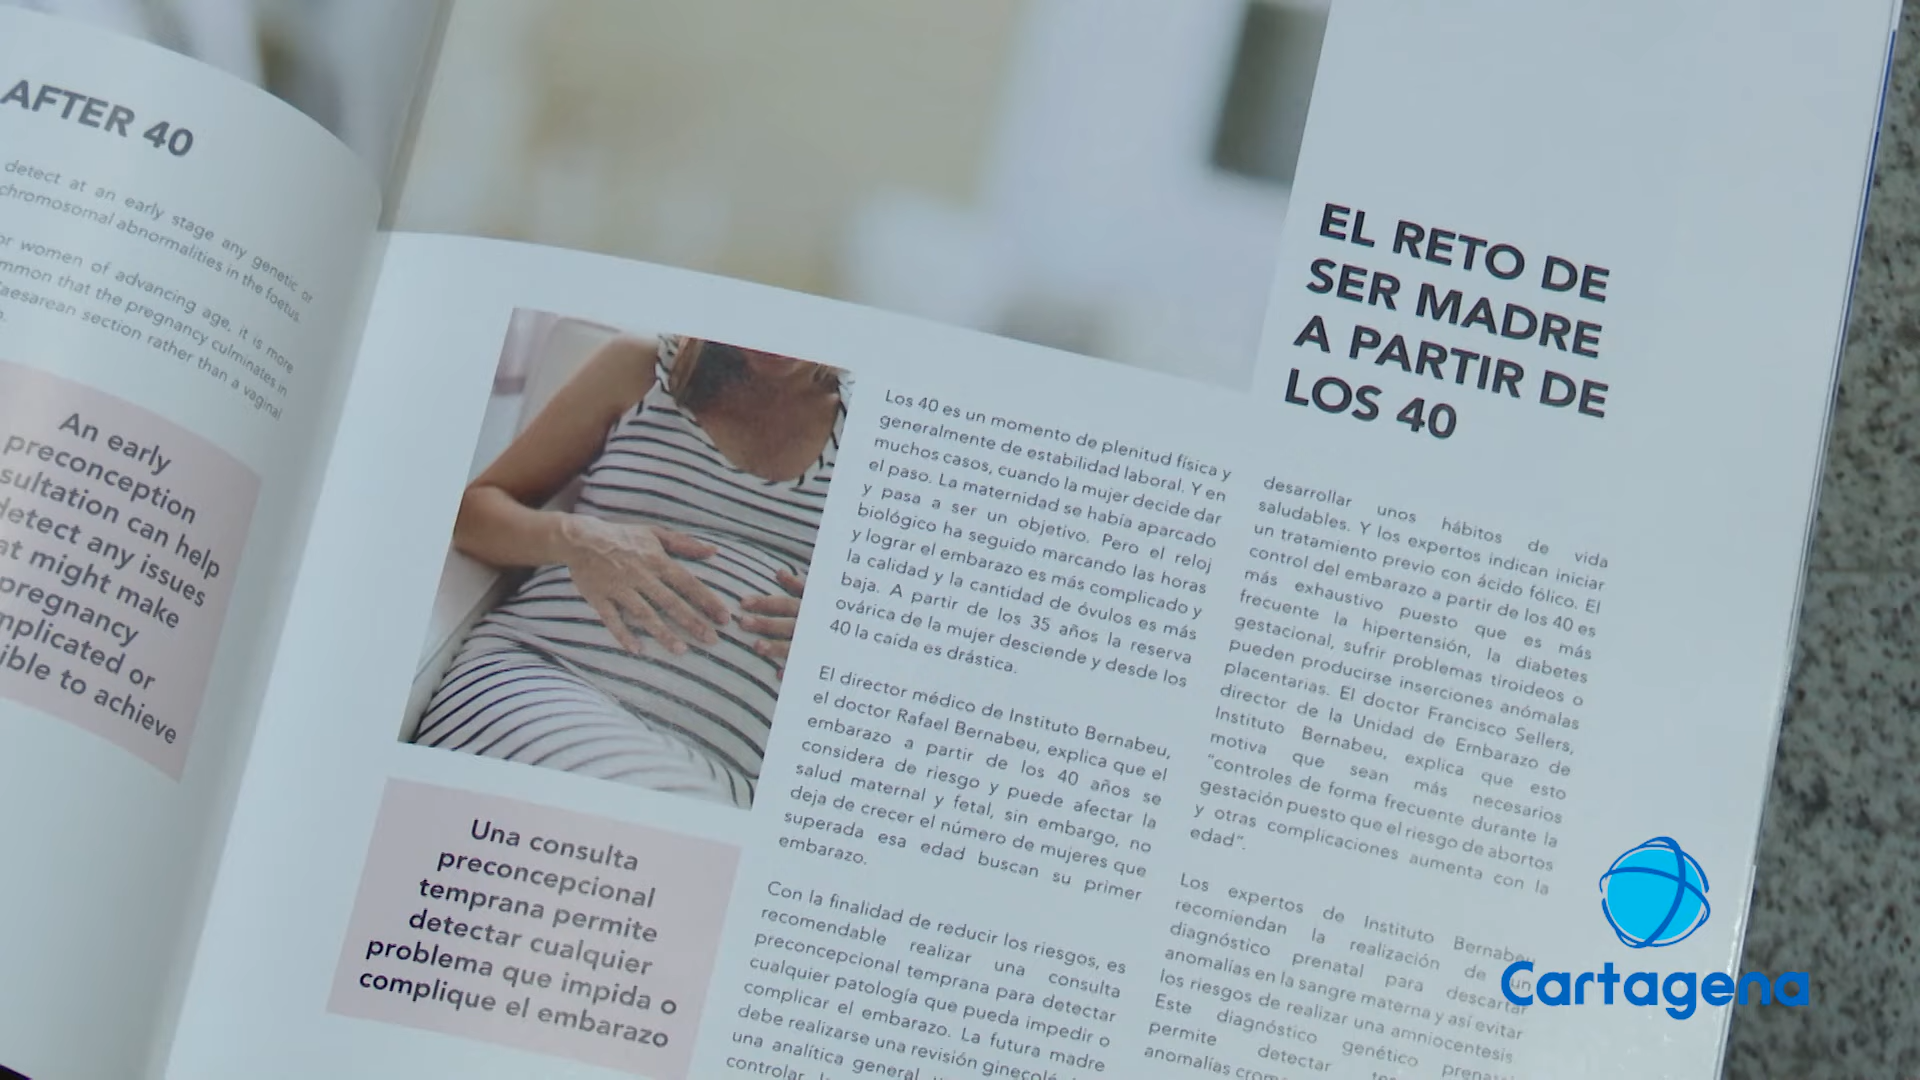 AFTER 40
detect at an early stage any genetic or
chromosomal abnormalities in the foetus.
or women of advancing age, it is more
mmon that the pregnancy culminates in
aesarean section rather than a vaginal
An early
preconception
sultation can help
detect any issues
at might make
pregnancy
mplicated or
ible to achieve
EL RETO DE
SER MADRE
A PARTIR DE
LOS 40
Los 40 es un momento de plenitud física y
generalmente de estabilidad laboral. Y en
muchos casos, cuando la mujer decide dar
el paso. La maternidad se había aparcado
y pasa a ser un objetivo. Pero el reloj
biológico ha seguido marcando las horas
y lograr el embarazo es más complicado y
la calidad y la cantidad de óvulos es más
baja. A partir de los 35 años la reserva
ovárica de la mujer desciende y desde los
40 la caída es drástica.
El director médico de Instituto Bernabeu,
el doctor Rafael Bernabeu, explica que el
embarazo a partir de los 40 años se
considera de riesgo y puede afectar la
salud maternal y fetal, sin embargo, no
deja de crecer el número de mujeres que
superada esa edad buscan su primer
embarazo.
Con la finalidad de reducir los riesgos, es
recomendable realizar una consulta
preconcepcional temprana para detectar
cualquier patología que pueda impedir o
complicar el embarazo. La futura madre
debe realizarse una revisión ginecoló
una analítica general
controlar
Una consulta
preconcepcional
temprana permite
detectar cualquier
problema que impida o
complique el embarazo
desarrollar unos hábitos de vida
saludables. Y los expertos indican iniciar
un tratamiento previo con ácido fólico. El
control del embarazo a partir de los 40 es
más exhaustivo puesto que es más
frecuente la hipertensión, la diabetes
gestacional, sufrir problemas tiroideos o
pueden producirse inserciones anómalas
placentarias. El doctor Francisco Sellers,
director de la Unidad de Embarazo de
Instituto Bernabeu, explica que esto
motiva que sean más necesarios
"controles de forma frecuente durante la
gestación puesto que el riesgo de abortos
y otras complicaciones aumenta con la
edad".
Los expertos de Instituto Bernabeu
recomiendan la realización de un
diagnóstico prenatal para descartar
anomalías en la sangre materna y así evitar
los riesgos de realizar una amniocentesis
Este diagnóstico genético prenat
permite detectar
anomalías crom
Cartagena